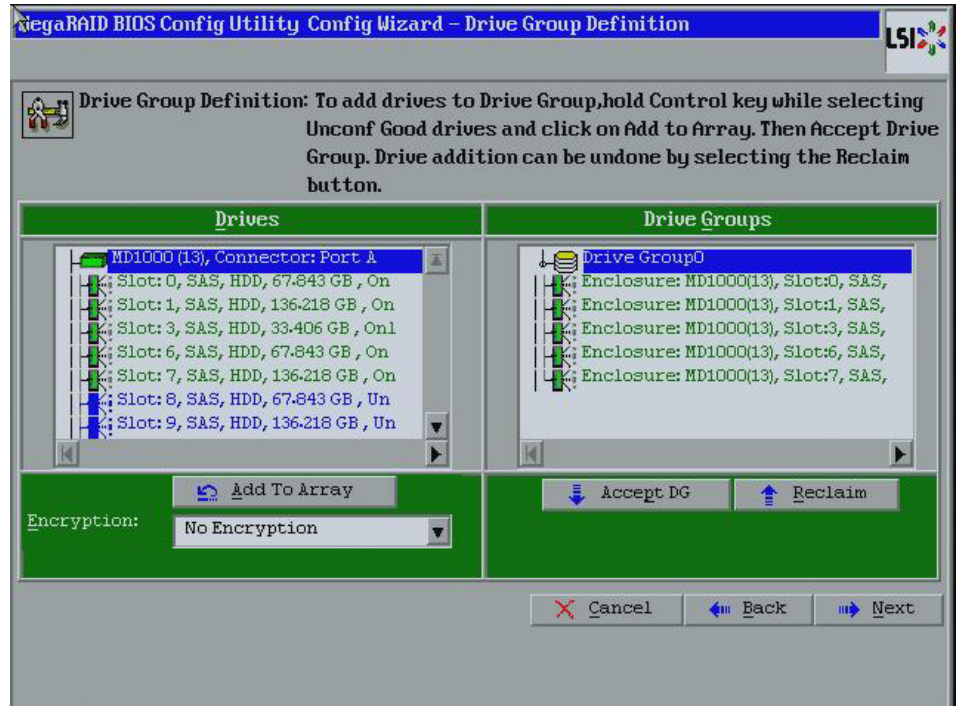 MegaRAID BIOS Config Utility Config Wizard – Drive Group Definition
LSI
Drive Group Definition: To add drives to Drive Group,hold Control key while selecting
Unconf Good drives and click on Add to Array. Then Accept Drive
Group. Drive addition can be undone by selecting the Reclaim
button.
Drives
MD1000 (13), Connector: Port A
Slot: 0, SAS, HDD, 67.843 GB , On
Slot: 1, SAS, HDD, 136.218 GB , On
Slot: 3, SAS, HDD, 33.406 GB , Onl
Slot: 6, SAS, HDD, 67.843 GB , On
Slot: 7, SAS, HDD, 136.218 GB , On
Slot: 8, SAS, HDD, 67.843 GB , Un
Slot: 9, SAS, HDD, 136.218 GB , Un
Add To Array
Encryption:
No Encryption
Drive Groups
Drive Group0
Enclosure: MD1000(13), Slot:0, SAS,
Enclosure: MD1000(13), Slot:1, SAS,
Enclosure: MD1000(13), Slot:3, SAS,
Enclosure: MD1000(13), Slot:6, SAS,
Enclosure: MD1000(13), Slot:7, SAS,
Accept DG
Reclaim
Cancel
Back
Next